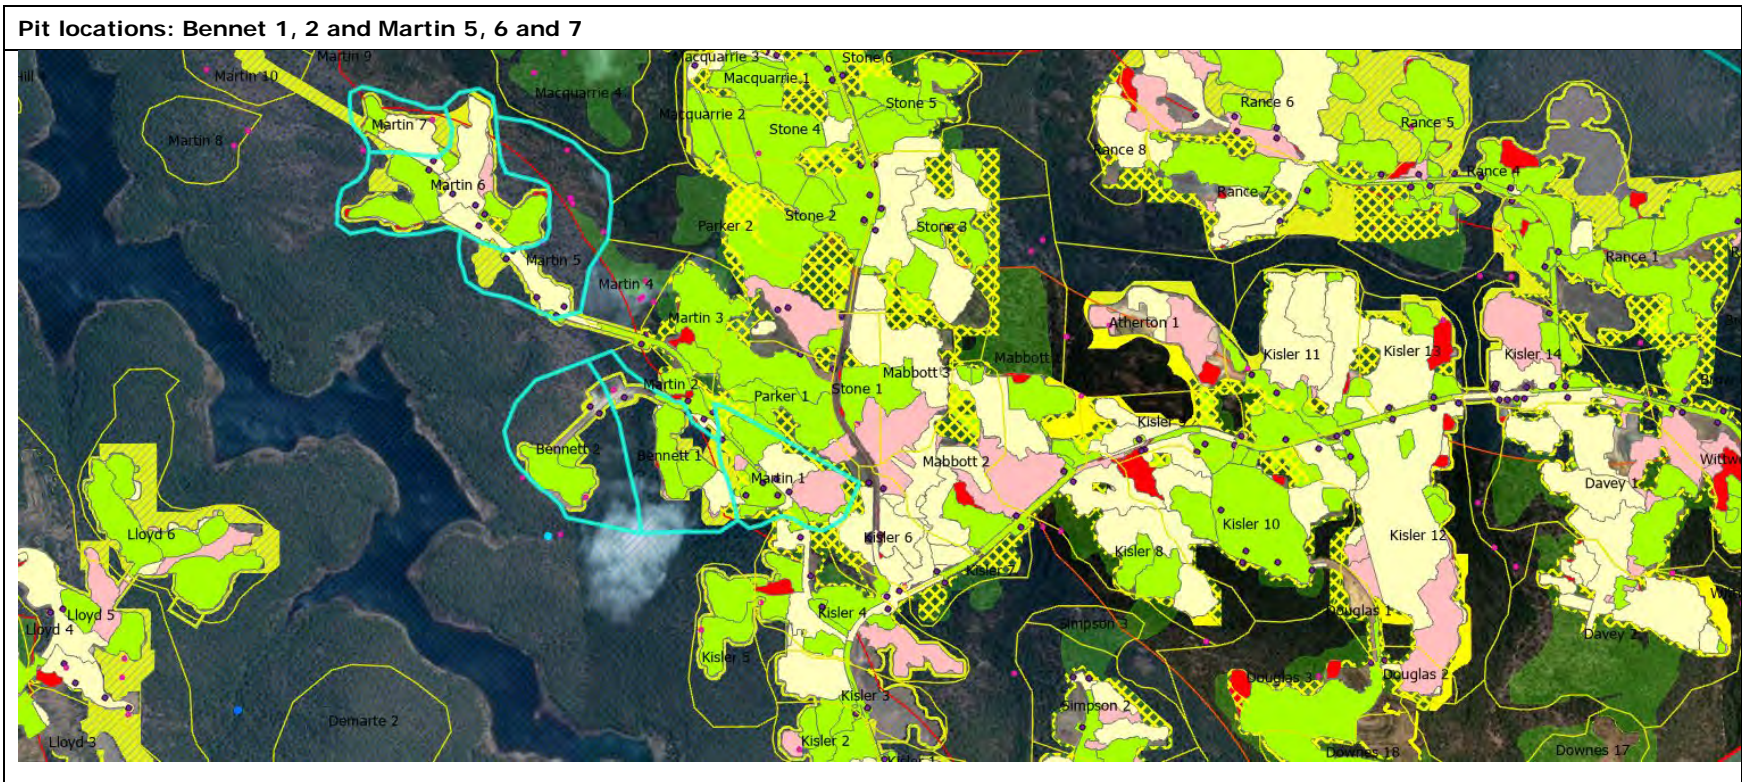 Pit locations: Bennet 1, 2 and Martin 5, 6 and 7
Martin 9
Macquarrie 3
Stone 6
Martin 10
Macquarrie 1
Macquarrie 4
Stone 5
Rance 6
Macquarrie 2
Martin 7
Stone 4
Rance 5
Martin 8
Rance 8
Rance 4
Martin 6
Rance 7
Stone 2
Parker 2
Stone 3
Martin 5
Rance 1
Martin 4
Martin 3
Atherton 1
Kisler 11
Kisler 13
Kisler 14
Mabbott
Mabbott 3
Martin 2
Stone 1
Parker 1
Kisler
Bennett 2
Bennett 1
Mabbott 2
Martin 1
Davey 1
Kisler 10
Lloyd 6
Kisler 6
Kisler 12
Kisler 8
Kisler 7
Lloyd 5
Kisler 4
Douglas 1
Lloyd 4
Simpson 3
Davey 2
Kisler 5
Douglas 3
Douglas 2
Kisler 3
Simpson 2
Demarte 2
Lloyd 3
Kisler 2
Downes 18
Downes 17
Kisler 1